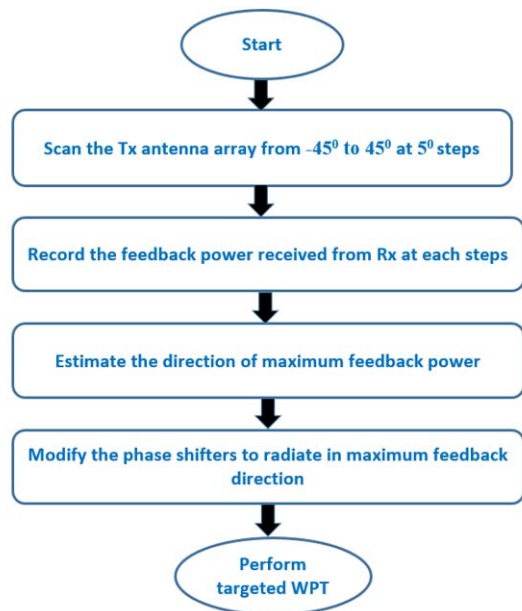 Start
Scan the Tx antenna array from -45⁰ to 45⁰ at 5⁰ steps
Record the feedback power received from Rx at each steps
Estimate the direction of maximum feedback power
Modify the phase shifters to radiate in maximum feedback
direction
Perform
targeted WPT